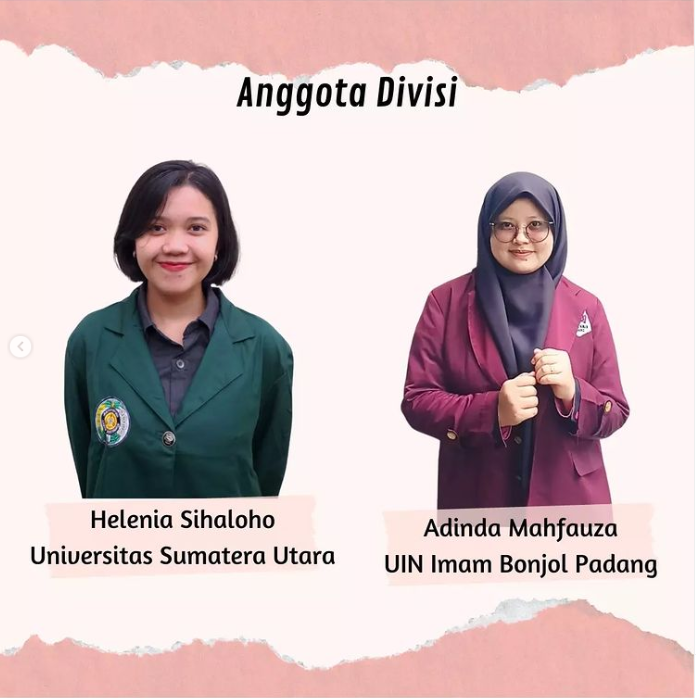 Anggota Divisi
Helenia Sihaloho
Universitas Sumatera Utara
Adinda Mahfauza
UIN Imam Bonjol Padang